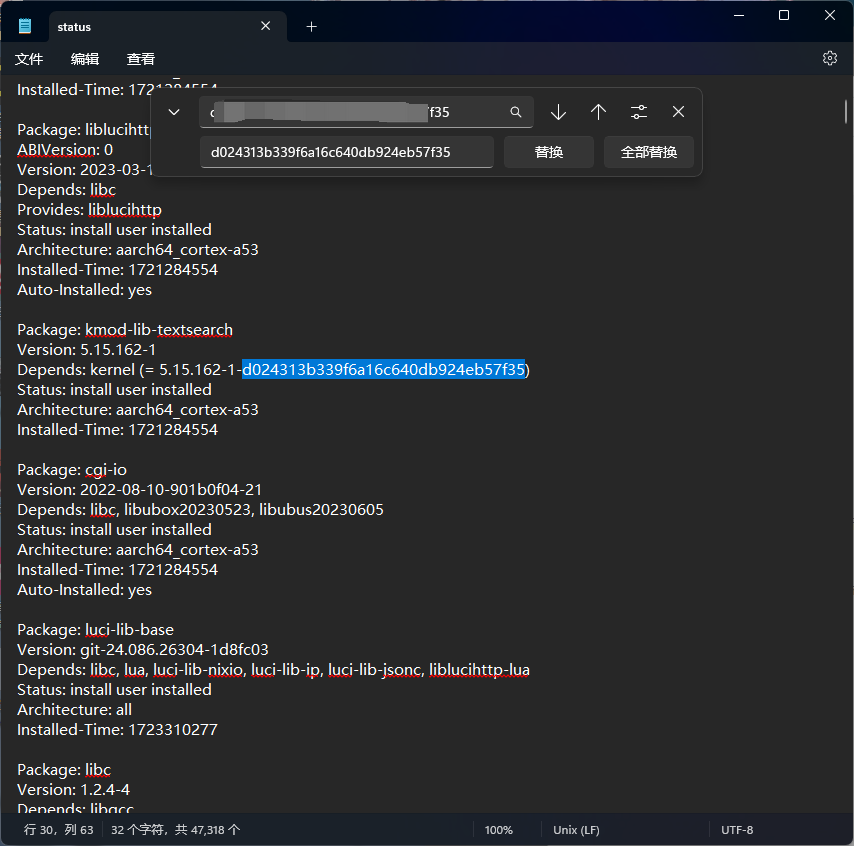 status
文件 编辑 查看
Installed-Time: 1721284554
f35
d024313b339f6a16c640db924eb57f35 替换 全部替换
Package: liblucihttp
ABIVersion: 0
Version: 2023-03-1
Depends: libc
Provides: liblucihttp
Status: install user installed
Architecture: aarch64_cortex-a53
Installed-Time: 1721284554
Auto-Installed: yes
Package: kmod-lib-textsearch
Version: 5.15.162-1
Depends: kernel (= 5.15.162-1-d024313b339f6a16c640db924eb57f35)
Status: install user installed
Architecture: aarch64_cortex-a53
Installed-Time: 1721284554
Package: cgi-io
Version: 2022-08-10-901b0f04-21
Depends: libc, libubox20230523, libubus20230605
Status: install user installed
Architecture: aarch64_cortex-a53
Installed-Time: 1721284554
Auto-Installed: yes
Package: luci-lib-base
Version: git-24.086.26304-1d8fc03
Depends: libc, lua, luci-lib-nixio, luci-lib-ip, luci-lib-jsonc, liblucihttp-lua
Status: install user installed
Architecture: all
Installed-Time: 1723310277
Package: libc
Version: 1.2.4-4
Depends: libgcc
行 30，列 63 32 个字符，共 47,318 个 100% Unix (LF) UTF-8